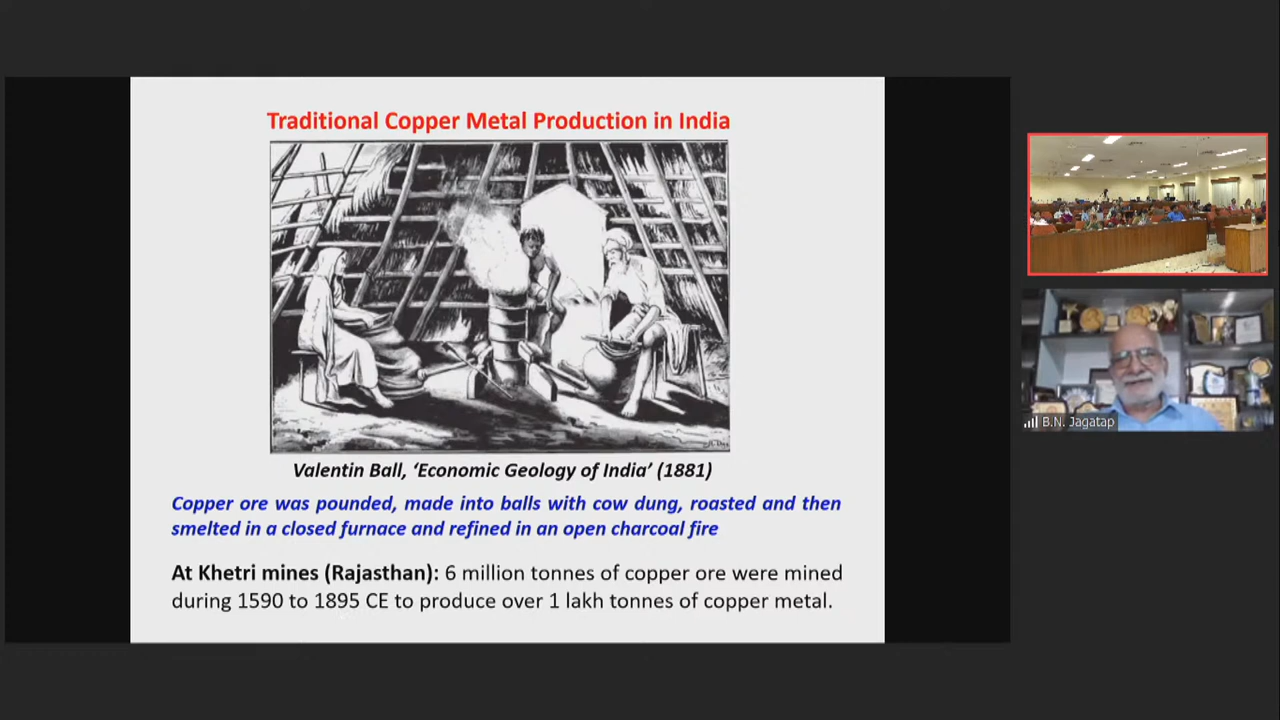 Traditional Copper Metal Production in India
Valentin Ball, ‘Economic Geology of India’ (1881)
Copper ore was pounded, made into balls with cow dung, roasted and then
smelted in a closed furnace and refined in an open charcoal fire
At Khetri mines (Rajasthan): 6 million tonnes of copper ore were mined
during 1590 to 1895 CE to produce over 1 lakh tonnes of copper metal.
B.N. Jagatap